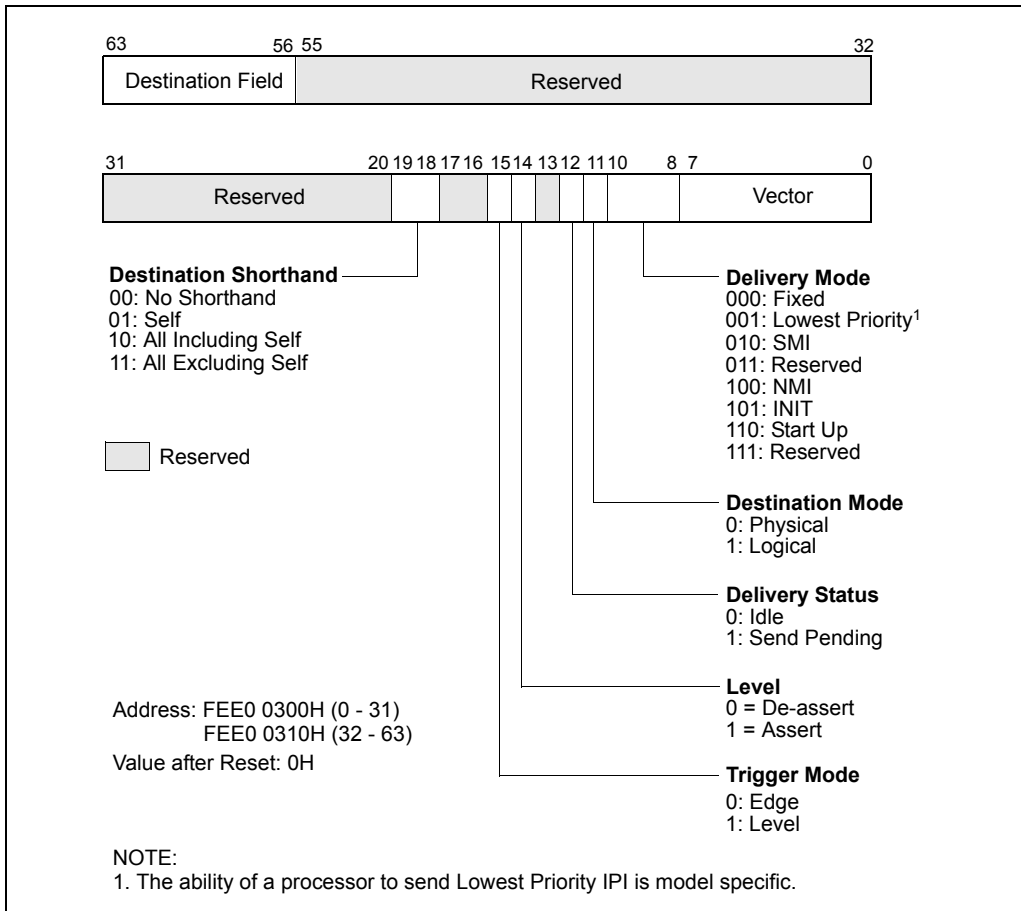 63 56 55 32
Destination Field Reserved
31 20 19 18 17 16 15 14 13 12 11 10 8 7 0
Reserved Vector
Destination Shorthand
00: No Shorthand
01: Self
10: All Including Self
11: All Excluding Self
Reserved
Delivery Mode
000: Fixed
001: Lowest Priority¹
010: SMI
011: Reserved
100: NMI
101: INIT
110: Start Up
111: Reserved
Destination Mode
0: Physical
1: Logical
Delivery Status
0: Idle
1: Send Pending
Level
0 = De-assert
1 = Assert
Trigger Mode
0: Edge
1: Level
Address: FEE0 0300H (0 - 31)
FEE0 0310H (32 - 63)
Value after Reset: 0H
NOTE:
1. The ability of a processor to send Lowest Priority IPI is model specific.